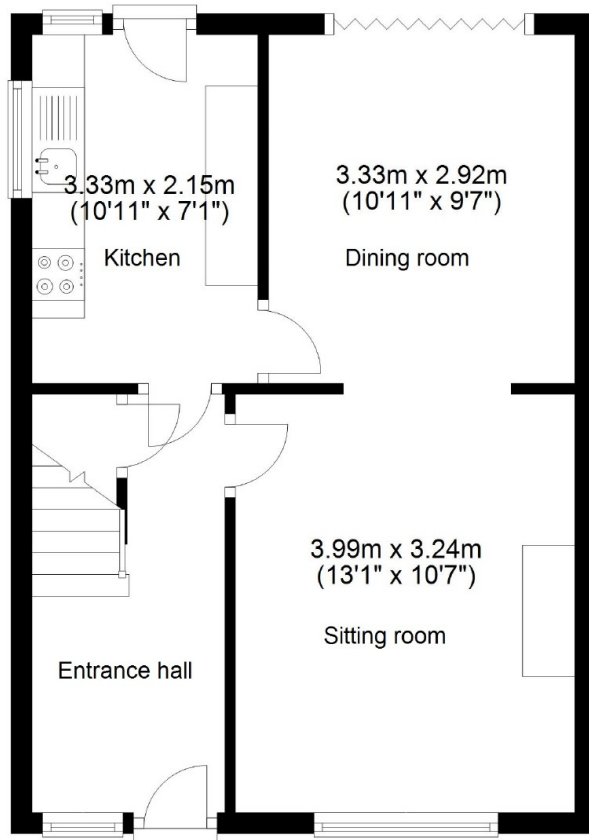 3.33m x 2.15m
(10'11" x 7'1")
Kitchen
3.33m x 2.92m
(10'11" x 9'7")
Dining room
3.99m x 3.24m
(13'1" x 10'7")
Sitting room
Entrance hall